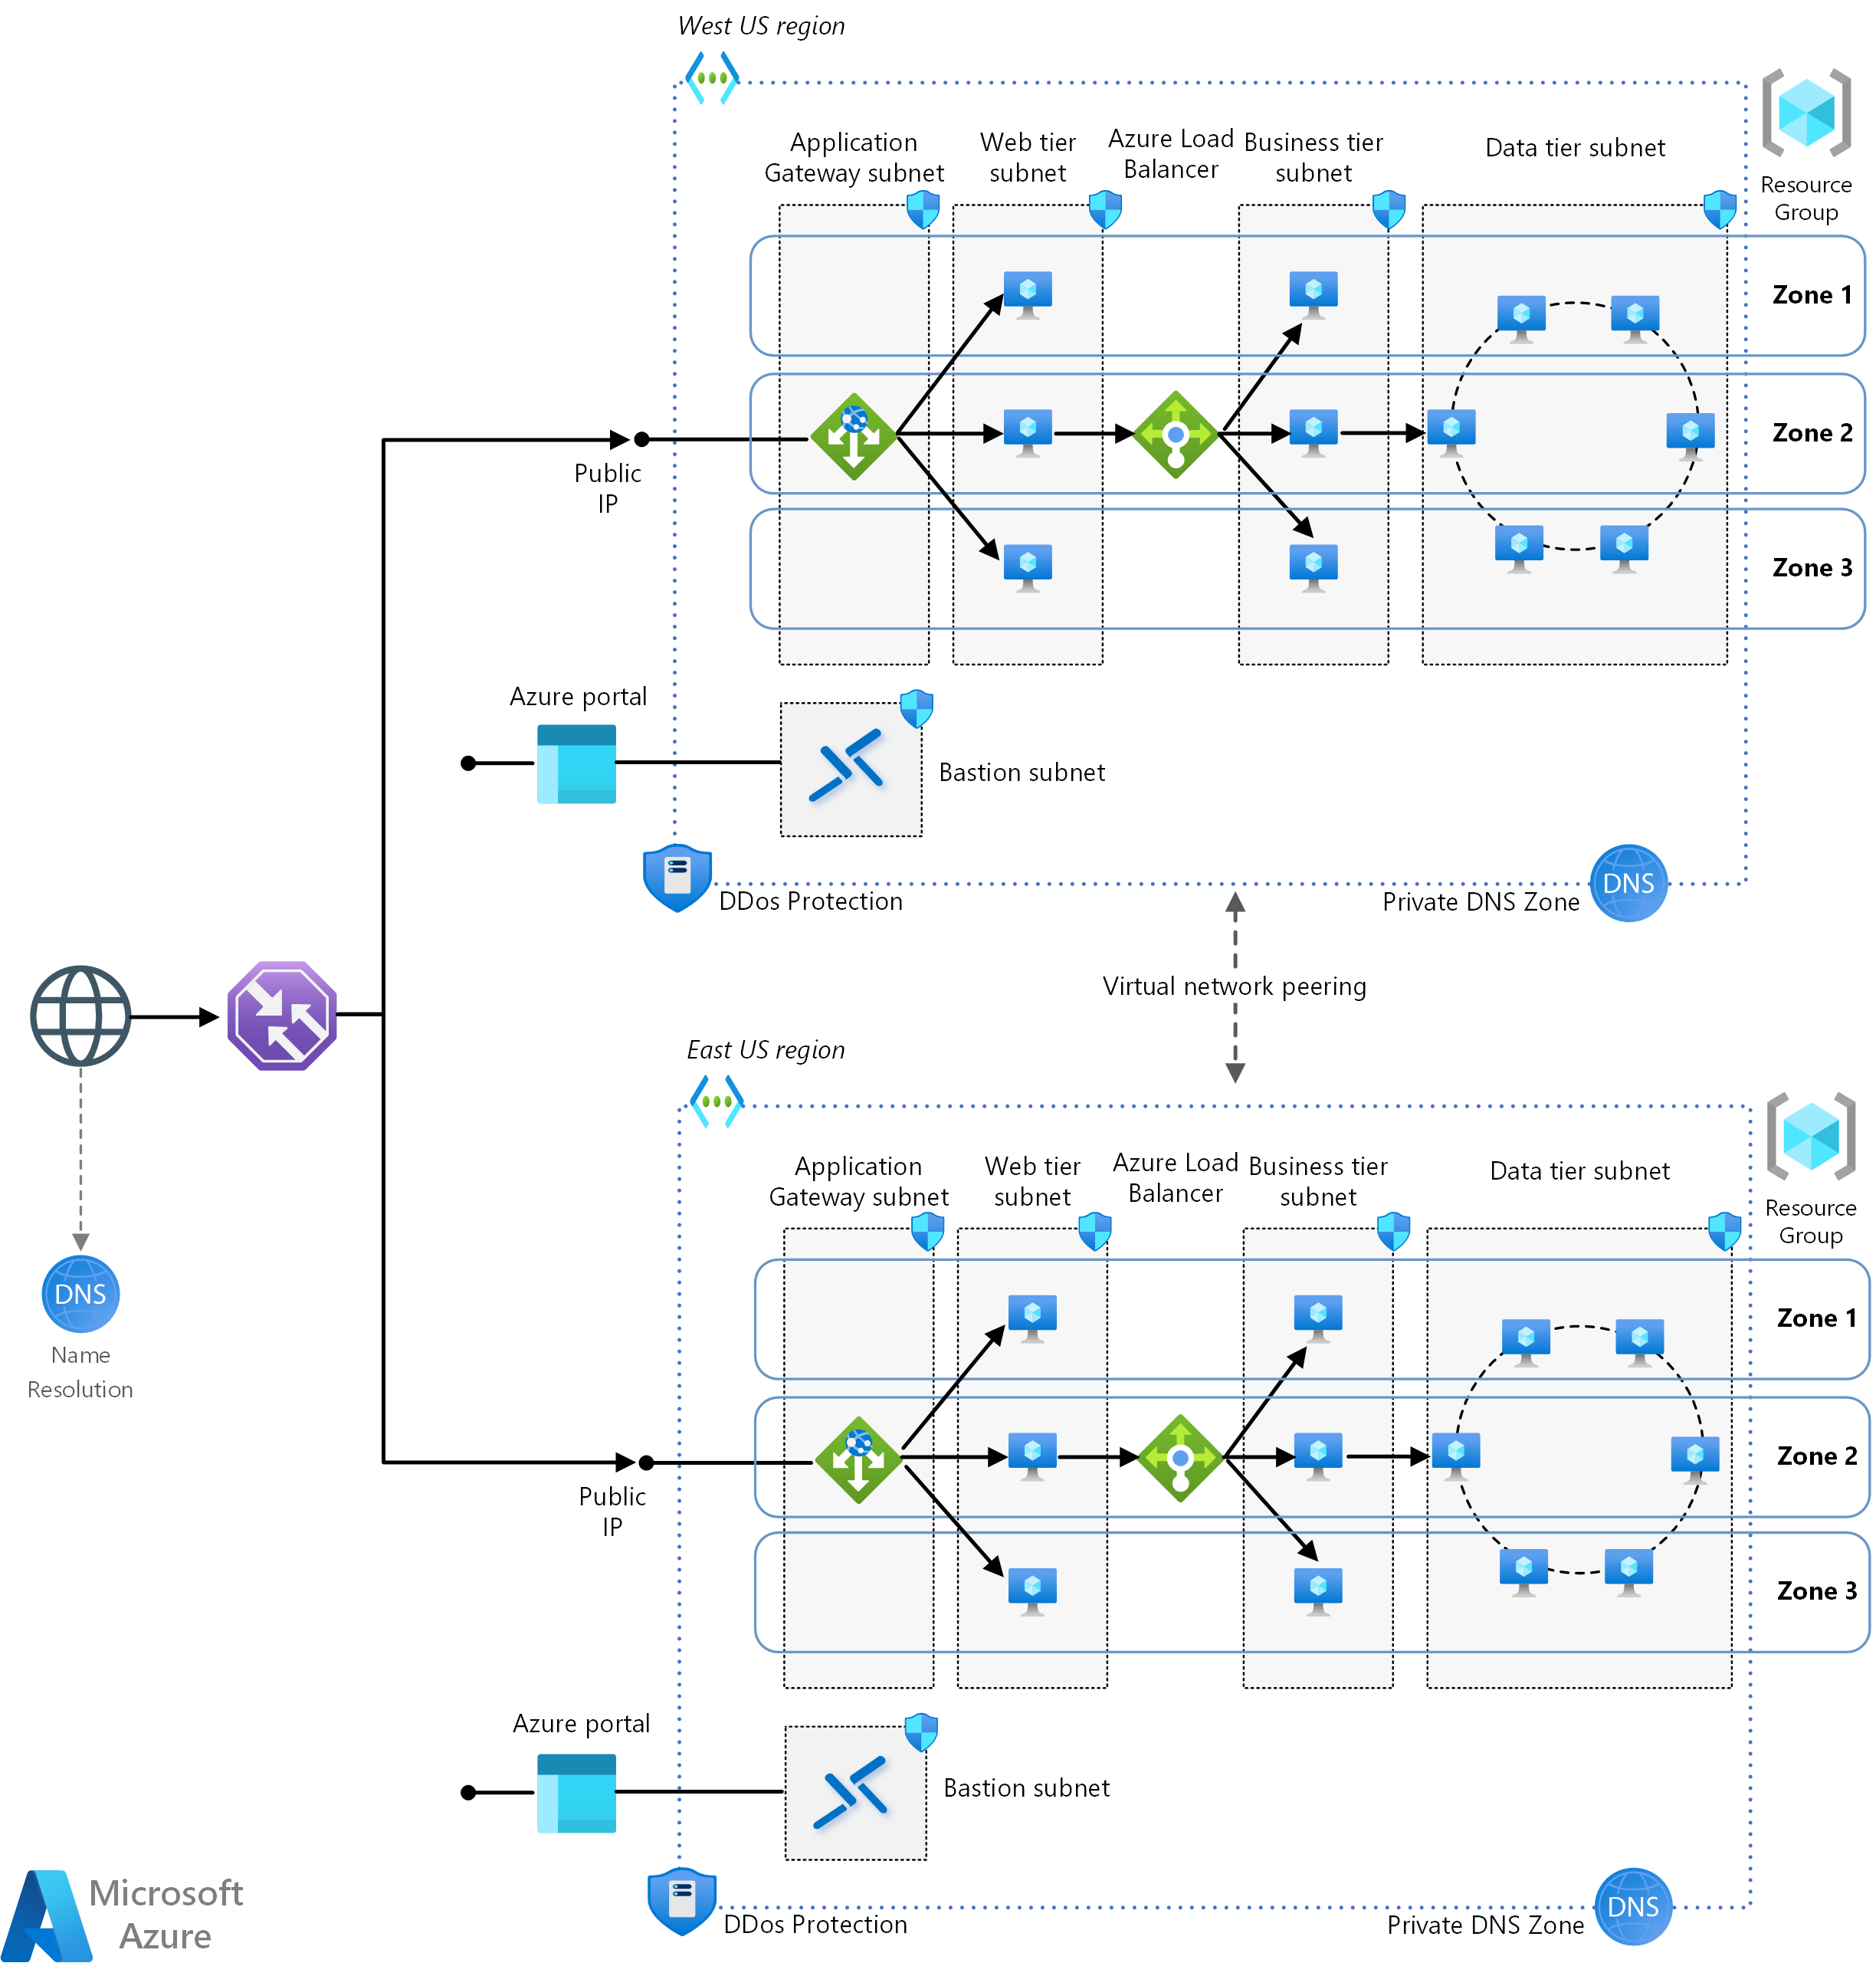 West US region
Application
Gateway subnet
Web tier
subnet
Azure Load
Balancer
Business tier
subnet
Data tier subnet
Resource
Group
Zone 1
Zone 2
Zone 3
Public
IP
Azure portal
Bastion subnet
DDos Protection
Private DNS Zone
DNS
Virtual network peering
East US region
Application
Gateway subnet
Web tier
subnet
Azure Load
Balancer
Business tier
subnet
Data tier subnet
Resource
Group
Zone 1
Zone 2
Zone 3
DNS
Name
Resolution
Public
IP
Azure portal
Bastion subnet
DDos Protection
Private DNS Zone
DNS
Microsoft
Azure